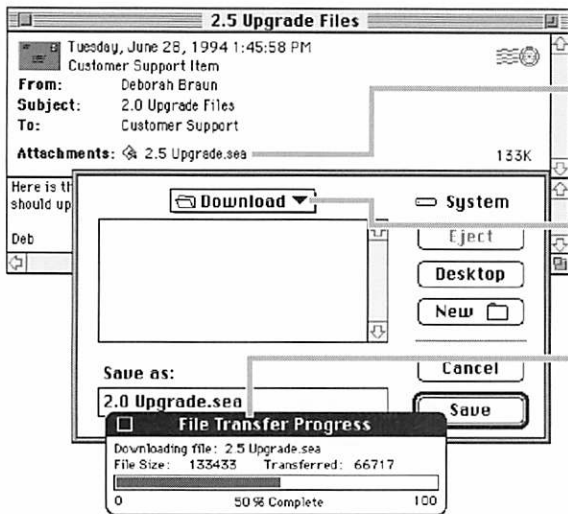 2.5 Upgrade Files
Tuesday, June 28, 1994 1:45:58 PM
Customer Support Item
From: Deborah Braun
Subject: 2.0 Upgrade Files
To: Customer Support
Attachments: 2.5 Upgrade.sea 133K
Here is th
should up
Deb
Download
System
Eject
Desktop
New
Cancel
Save
Save as:
2.0 Upgrade.sea
File Transfer Progress
Downloading file: 2.5 Upgrade.sea
File Size: 133433 Transferred: 66717
0 50 % Complete 100